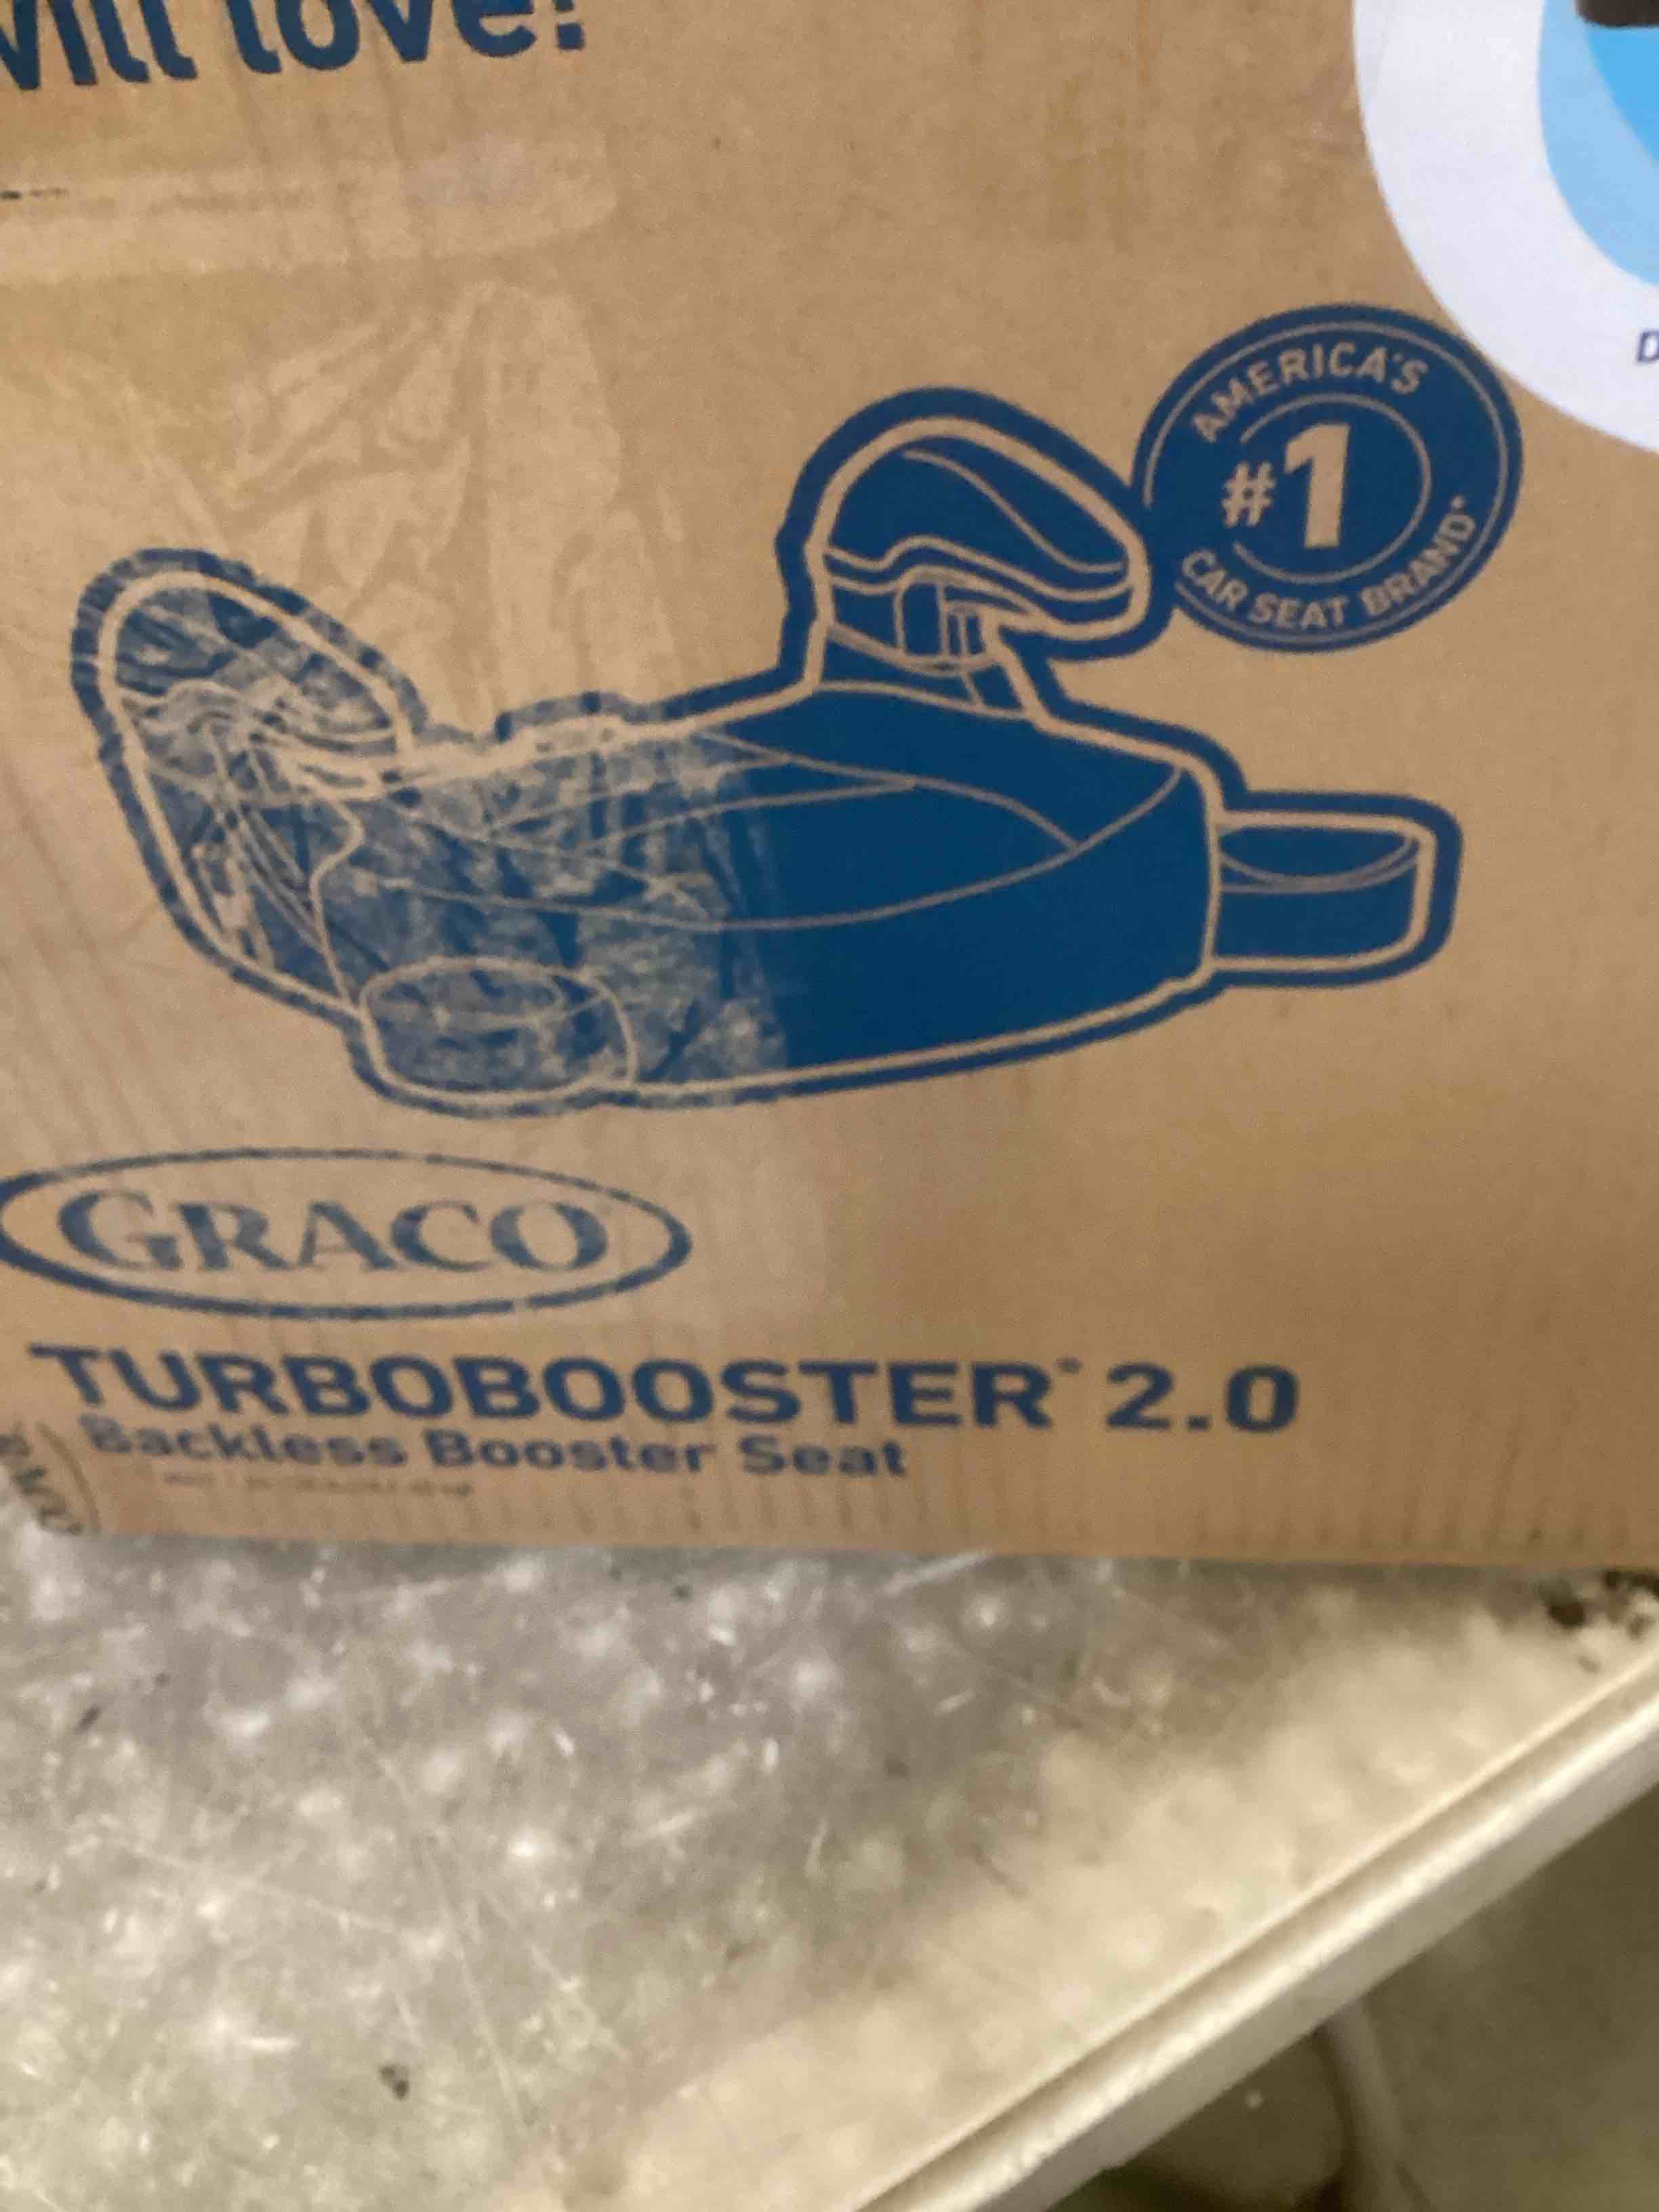 will love!
AMERICA'S
#1
CAR SEAT BRAND*
GRACO
TURBOBOOSTER® 2.0
Backless Booster Seat